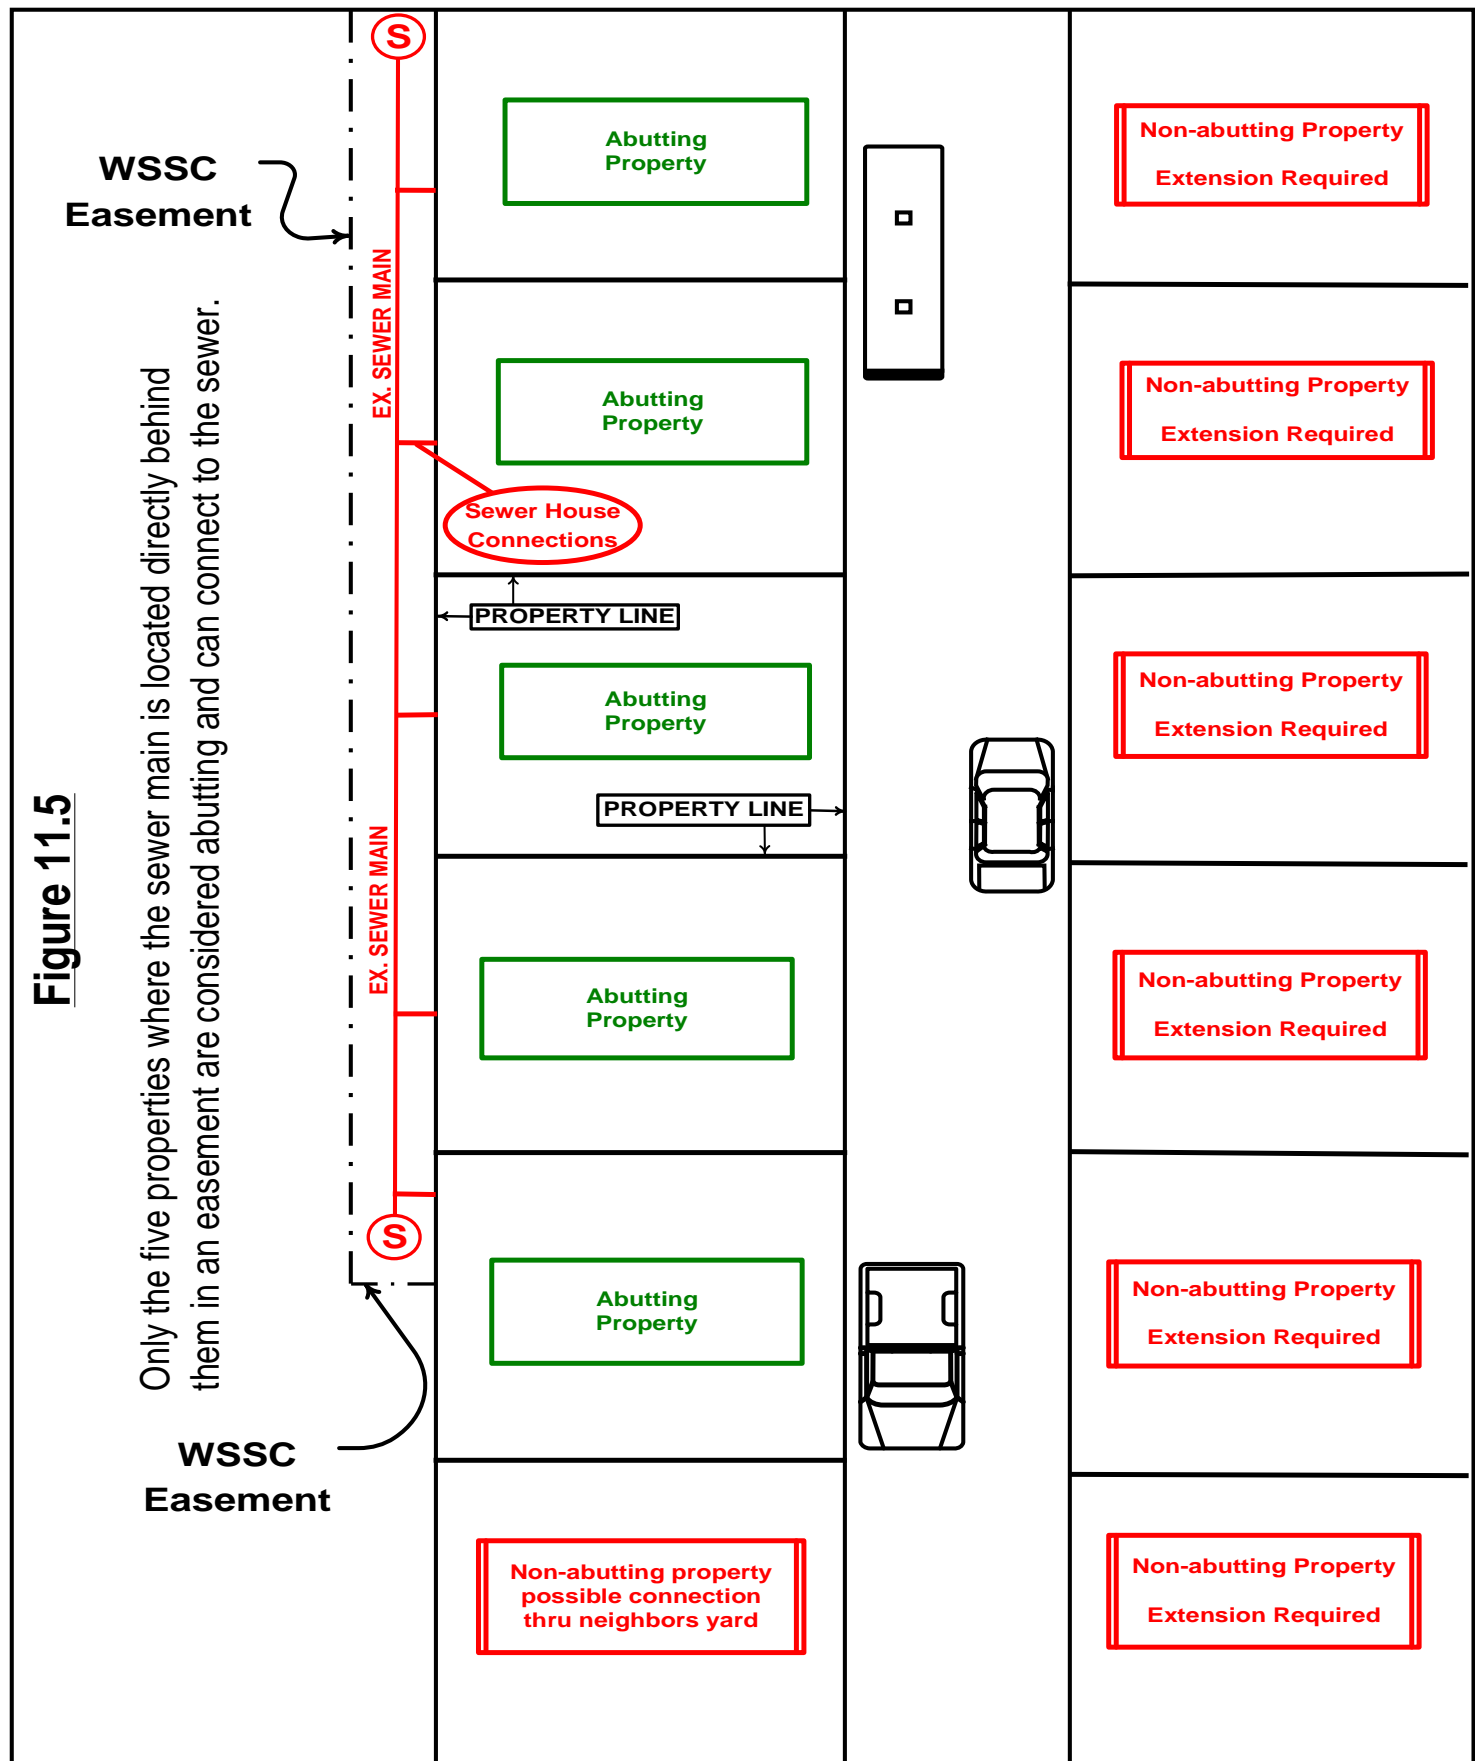 Figure 11.5
Only the five properties where the sewer main is located directly behind
them in an easement are considered abutting and can connect to the sewer.
WSSC
Easement
WSSC
Easement
S
EX. SEWER MAIN
EX. SEWER MAIN
S
Abutting
Property
Abutting
Property
Sewer House
Connections
PROPERTY LINE
Abutting
Property
PROPERTY LINE
Abutting
Property
Abutting
Property
Non-abutting property
possible connection
thru neighbors yard
Non-abutting Property
Extension Required
Non-abutting Property
Extension Required
Non-abutting Property
Extension Required
Non-abutting Property
Extension Required
Non-abutting Property
Extension Required
Non-abutting Property
Extension Required